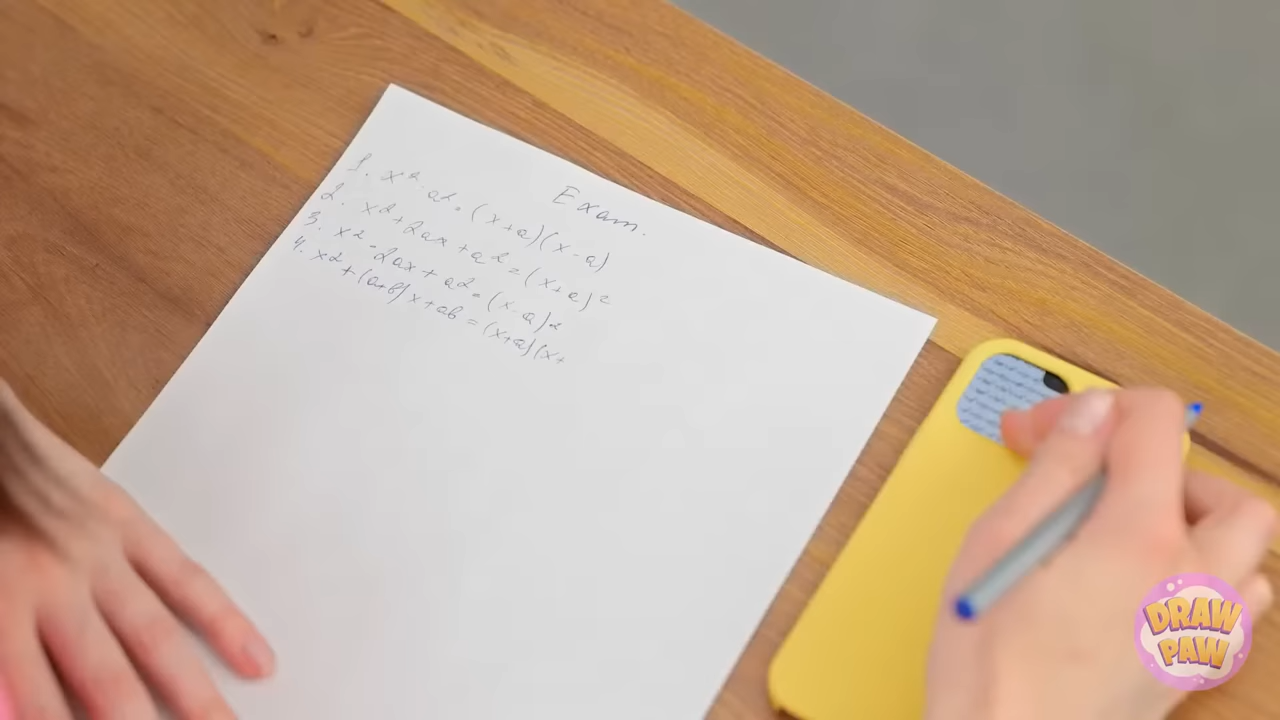 Exam.
1. x²-a²=(x+a)(x-a)
2. x²+2ax+a²=(x+a)²
3. x²-2ax+a²=(x-a)²
4. x²
+(a+b)x+ab=(x+a)(x+
DRAW
PAW